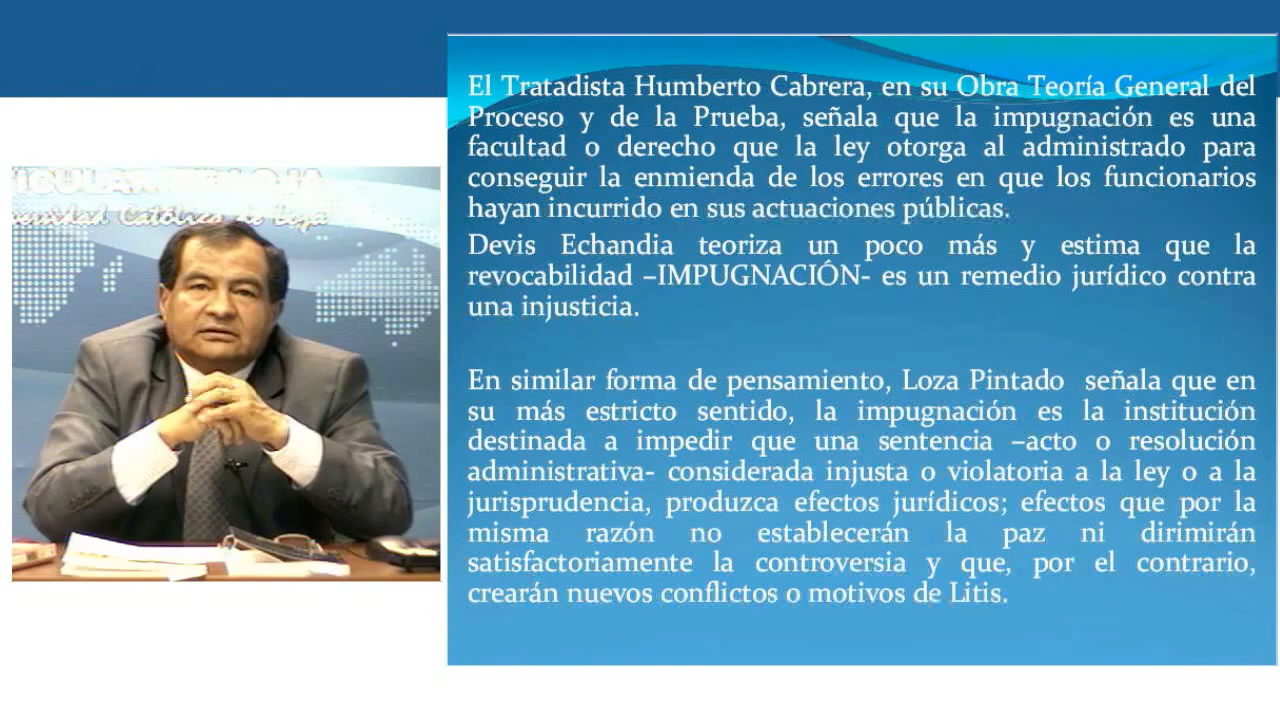 El Tratadista Humberto Cabrera, en su Obra Teoría General del
Proceso y de la Prueba, señala que la impugnación es una
facultad o derecho que la ley otorga al administrado para
conseguir la enmienda de los errores en que los funcionarios
hayan incurrido en sus actuaciones públicas.
Devis Echandia teoriza un poco más y estima que la
revocabilidad –IMPUGNACIÓN- es un remedio jurídico contra
una injusticia.
En similar forma de pensamiento, Loza Pintado señala que en
su más estricto sentido, la impugnación es la institución
destinada a impedir que una sentencia –acto o resolución
administrativa- considerada injusta o violatoria a la ley o a la
jurisprudencia, produzca efectos jurídicos; efectos que por la
misma razón no establecerán la paz ni dirimirán
satisfactoriamente la controversia y que, por el contrario,
crearán nuevos conflictos o motivos de Litis.
Católica de Loja